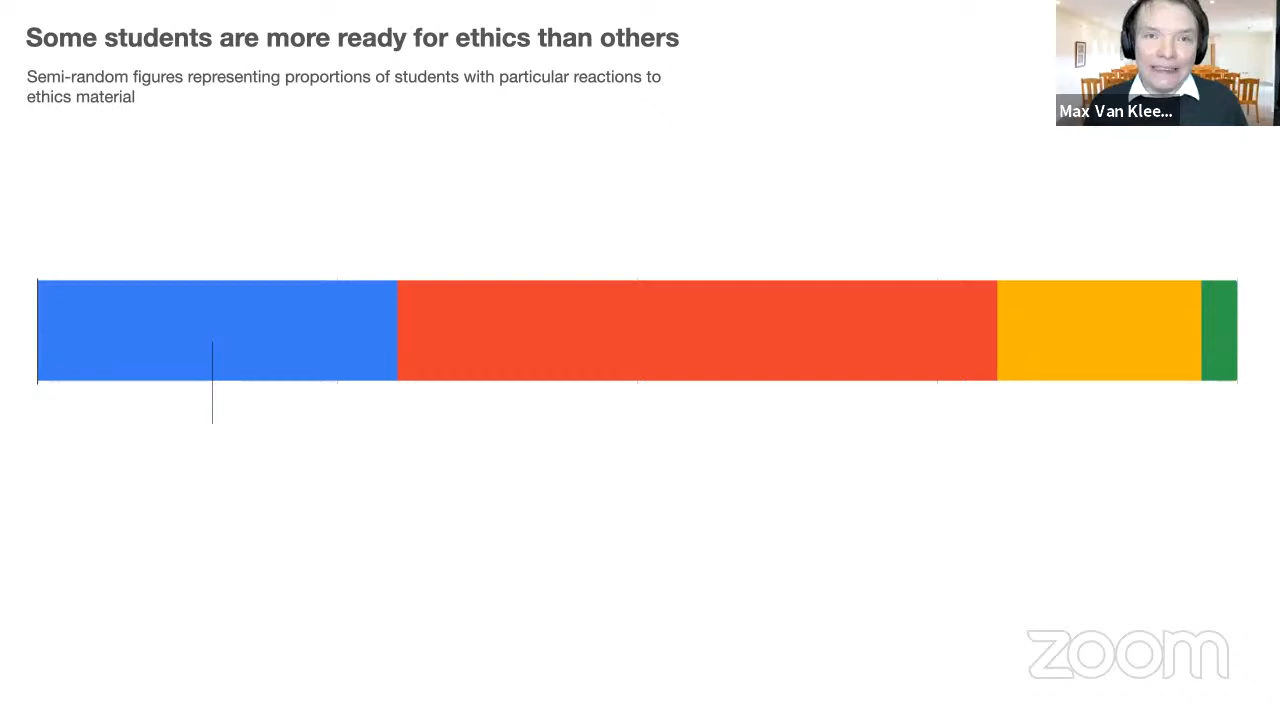 Some students are more ready for ethics than others
Semi-random figures representing proportions of students with particular reactions to
ethics material
Max Van Klee...
zoom